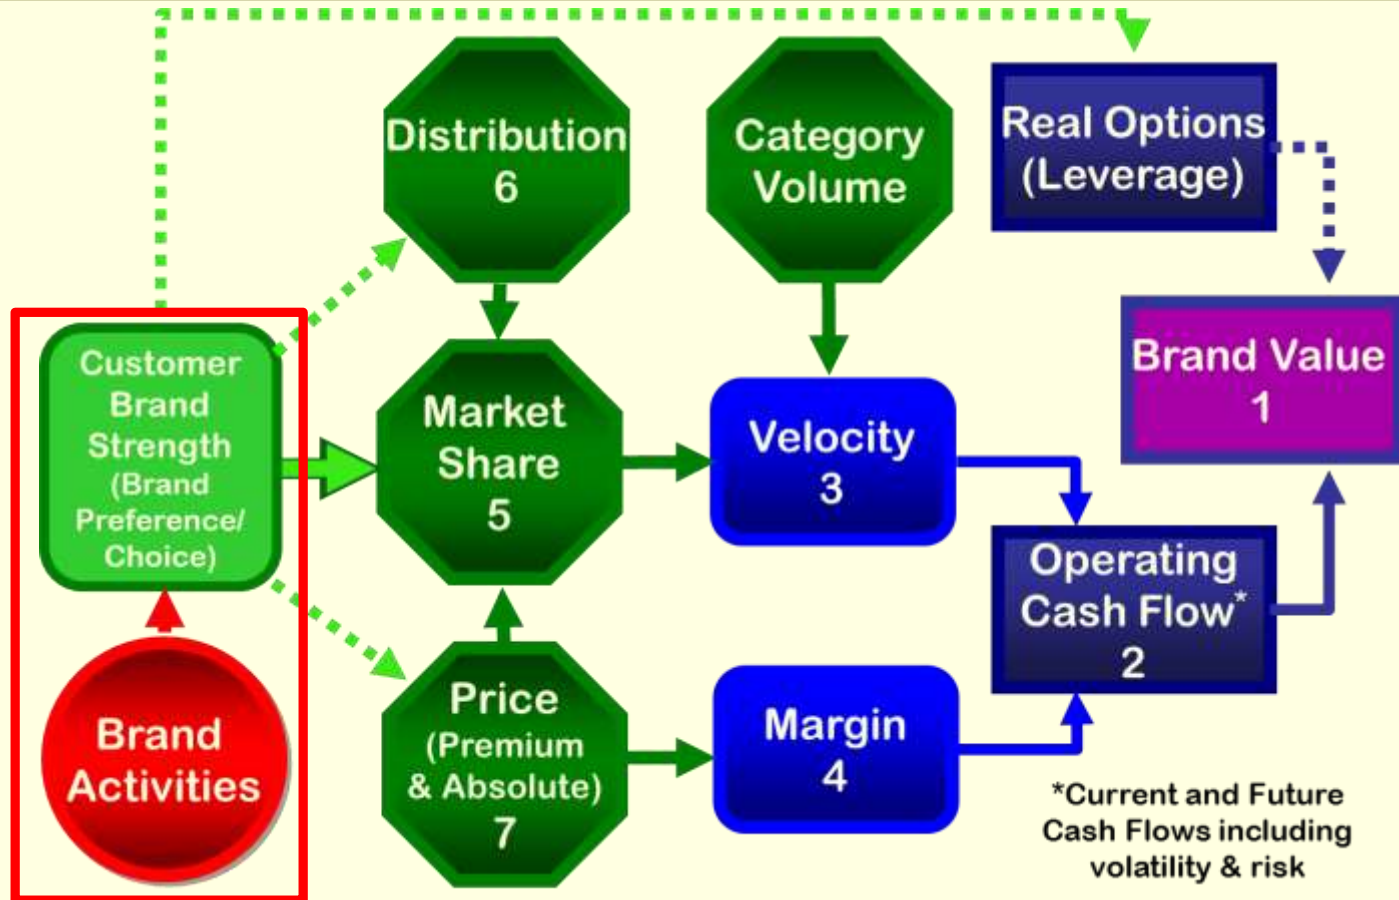 Distribution
6
Category
Volume
Real Options
(Leverage)
Customer
Brand
Strength
(Brand
Preference/
Choice)
Market
Share
5
Velocity
3
Brand Value
1
Operating
Cash Flow*
2
Brand
Activities
Price
(Premium
& Absolute)
7
Margin
4
*Current and Future
Cash Flows including
volatility & risk